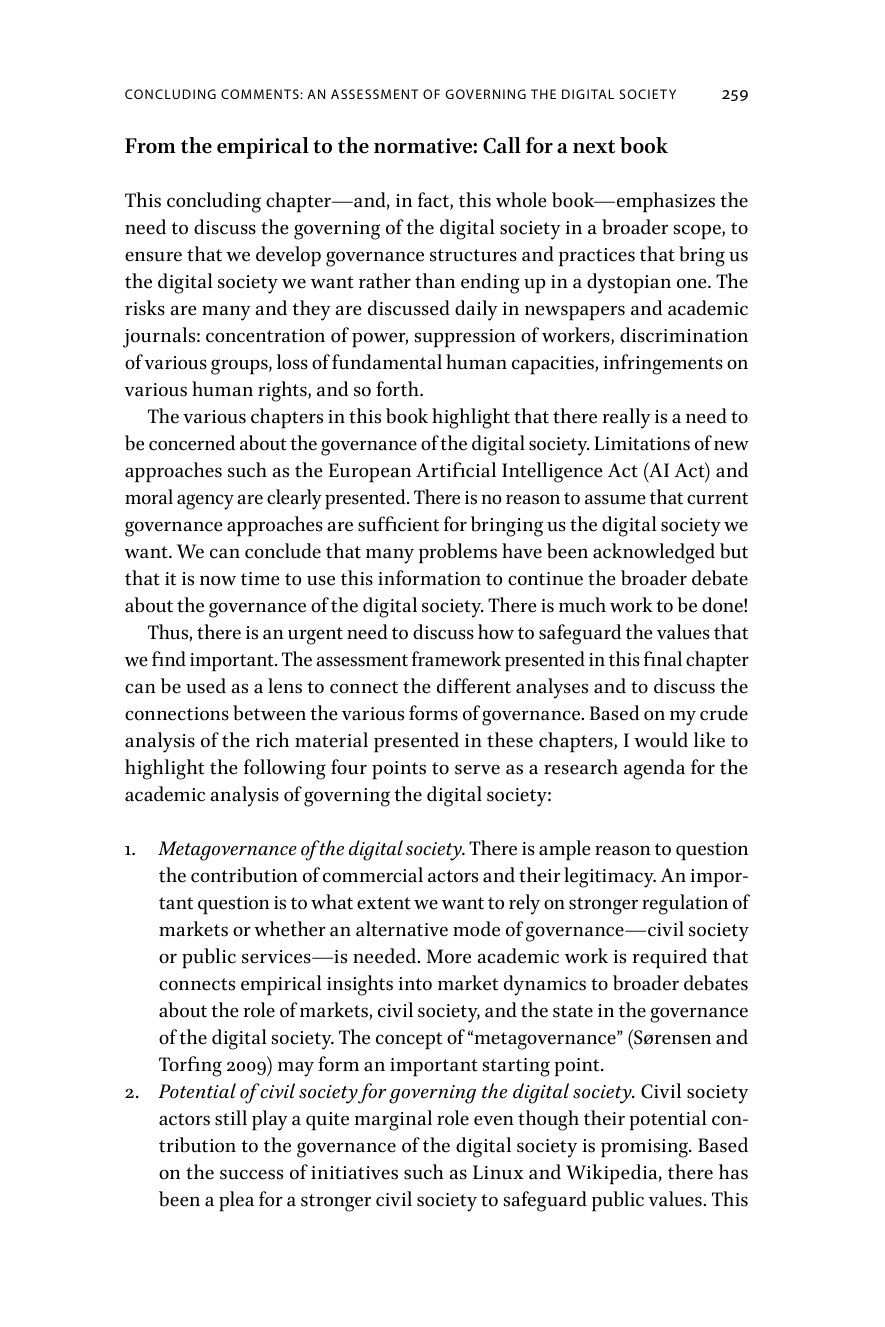 CONCLUDING COMMENTS: AN ASSESSMENT OF GOVERNING THE DIGITAL SOCIETY 259
From the empirical to the normative: Call for a next book
This concluding chapter—and, in fact, this whole book—emphasizes the
need to discuss the governing of the digital society in a broader scope, to
ensure that we develop governance structures and practices that bring us
the digital society we want rather than ending up in a dystopian one. The
risks are many and they are discussed daily in newspapers and academic
journals: concentration of power, suppression of workers, discrimination
of various groups, loss of fundamental human capacities, infringements on
various human rights, and so forth.
The various chapters in this book highlight that there really is a need to
be concerned about the governance of the digital society. Limitations of new
approaches such as the European Artificial Intelligence Act (AI Act) and
moral agency are clearly presented. There is no reason to assume that current
governance approaches are sufficient for bringing us the digital society we
want. We can conclude that many problems have been acknowledged but
that it is now time to use this information to continue the broader debate
about the governance of the digital society. There is much work to be done!
Thus, there is an urgent need to discuss how to safeguard the values that
we find important. The assessment framework presented in this final chapter
can be used as a lens to connect the different analyses and to discuss the
connections between the various forms of governance. Based on my crude
analysis of the rich material presented in these chapters, I would like to
highlight the following four points to serve as a research agenda for the
academic analysis of governing the digital society:
1. Metagovernance of the digital society. There is ample reason to question
the contribution of commercial actors and their legitimacy. An impor-
tant question is to what extent we want to rely on stronger regulation of
markets or whether an alternative mode of governance—civil society
or public services—is needed. More academic work is required that
connects empirical insights into market dynamics to broader debates
about the role of markets, civil society, and the state in the governance
of the digital society. The concept of “metagovernance” (Sørensen and
Torfing 2009) may form an important starting point.
2. Potential of civil society for governing the digital society. Civil society
actors still play a quite marginal role even though their potential con-
tribution to the governance of the digital society is promising. Based
on the success of initiatives such as Linux and Wikipedia, there has
been a plea for a stronger civil society to safeguard public values. This